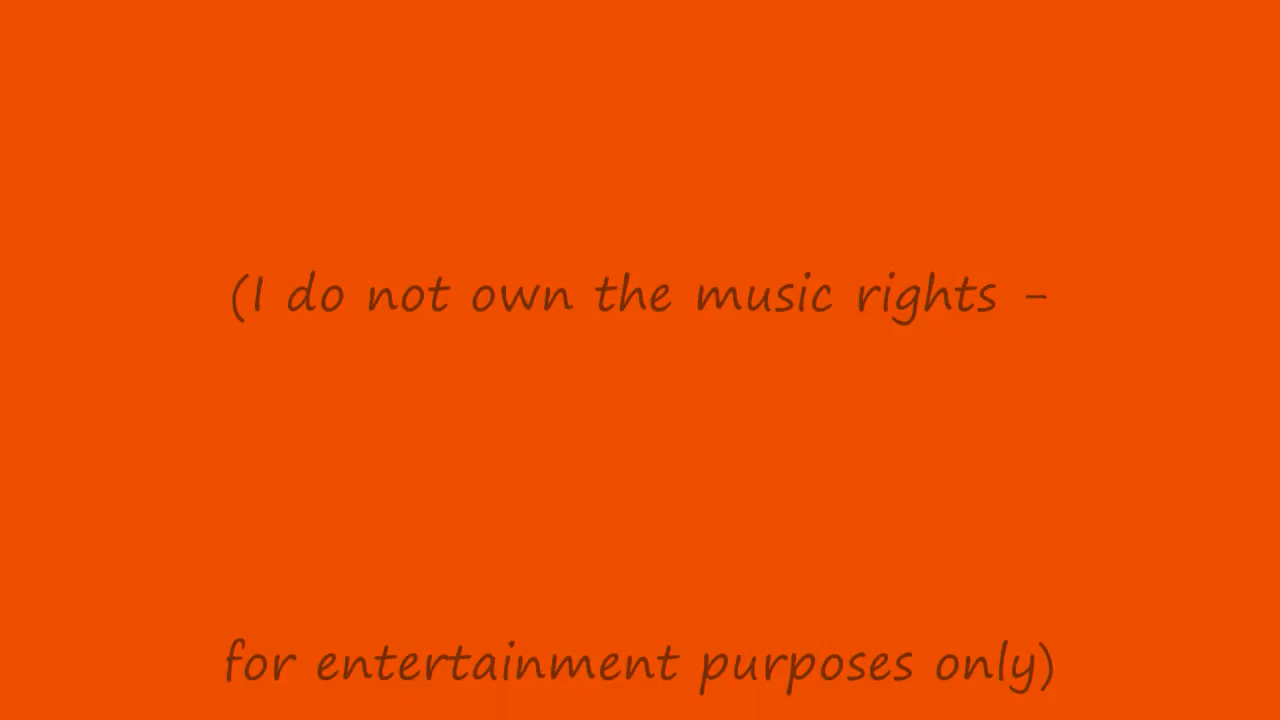 (I do not own the music rights -
for entertainment purposes only)